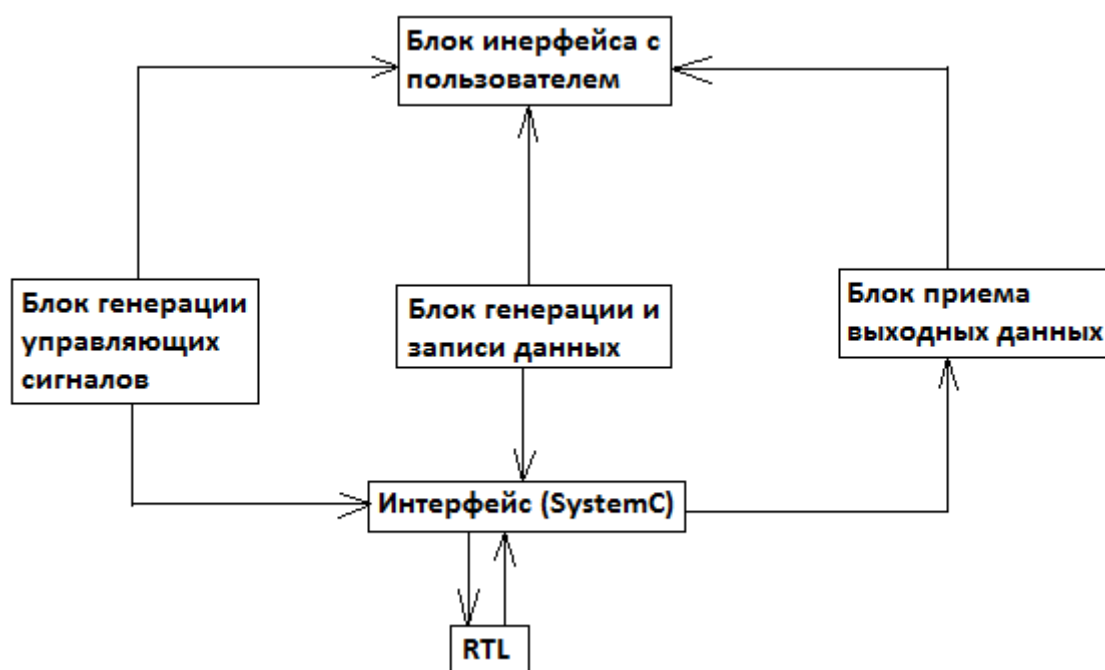 Блок инерфейса с
пользователем
Блок генерации
управляющих
сигналов
Блок генерации и
записи данных
Блок приема
выходных данных
Интерфейс (SystemC)
RTL